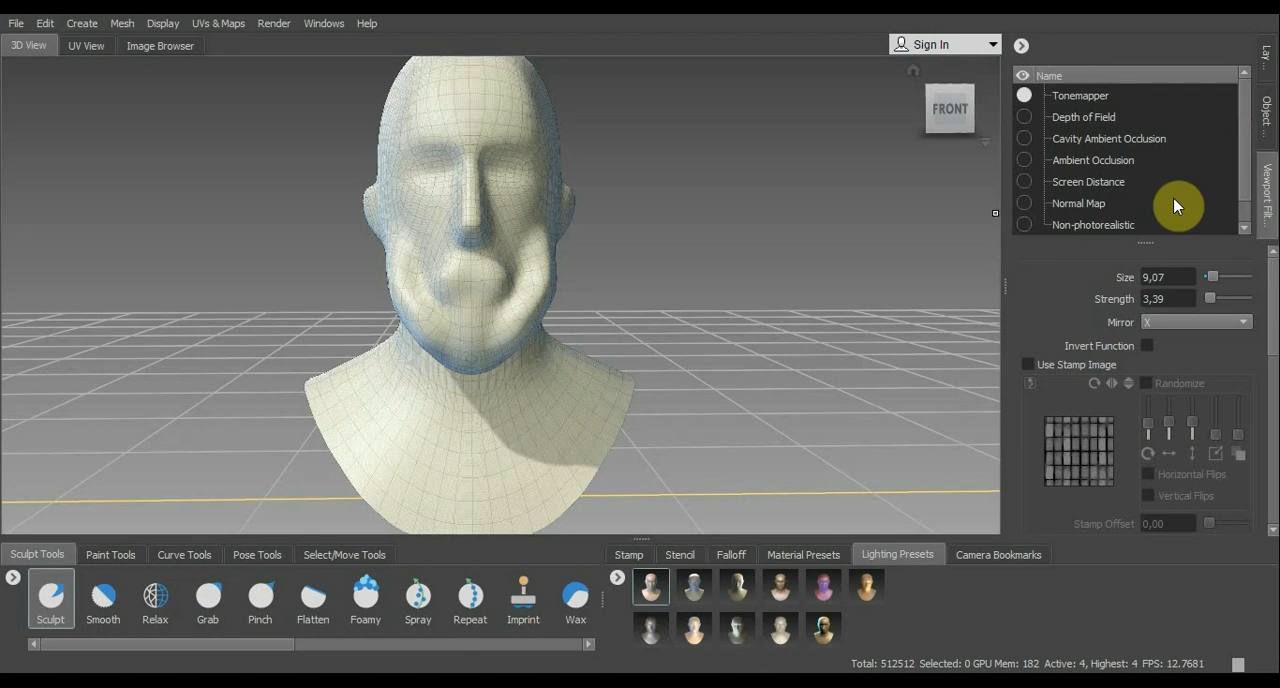 File Edit Create Mesh Display UVs & Maps Render Windows Help
3D View UV View Image Browser
Sign In
FRONT
Name
Tonemapper
Depth of Field
Cavity Ambient Occlusion
Ambient Occlusion
Screen Distance
Normal Map
Non-photorealistic
Lay...
Object ...
Viewport Filt...
Size 9,07
Strength 3,39
Mirror X
Invert Function
Use Stamp Image
Randomize
Horizontal Flips
Vertical Flips
Stamp Offset 0,00
Sculpt Tools Paint Tools Curve Tools Pose Tools Select/Move Tools
Sculpt Smooth Relax Grab Pinch Flatten Foamy Spray Repeat Imprint Wax
Stamp Stencil Falloff Material Presets Lighting Presets Camera Bookmarks
Total: 512512 Selected: 0 GPU Mem: 182 Active: 4, Highest: 4 FPS: 12.7681